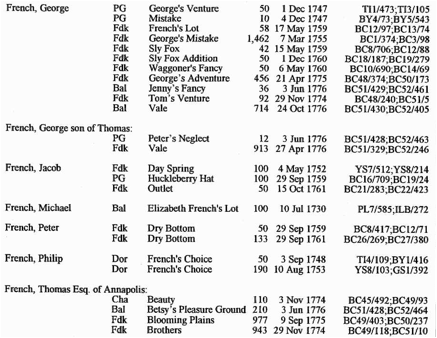 French, George PG George's Venture 50 1 Dec 1747 TI1/473;TI3/105
PG Mistake 10 4 Dec 1747 BY4/73;BY5/543
Fdk French's Lot 58 17 May 1759 BC12/97;BC13/74
Fdk George's Mistake 1,462 7 Mar 1755 BC1/374;BC3/98
Fdk Sly Fox 42 15 May 1759 BC8/706;BC12/88
Fdk Sly Fox Addition 50 1 Dec 1760 BC18/187;BC19/279
Fdk Waggoner's Fancy 50 6 May 1760 BC10/690;BC14/69
Fdk George's Adventure 456 21 Apr 1775 BC48/374;BC50/173
Bal Jenny's Fancy 36 3 Jun 1776 BC51/429;BC52/461
Fdk Tom's Venture 92 29 Nov 1774 BC48/240;BC51/5
Bal Vale 714 24 Oct 1776 BC51/430;BC52/405
French, George son of Thomas:
PG Peter's Neglect 12 3 Jun 1776 BC51/428;BC52/463
Fdk Vale 913 27 Apr 1776 BC51/329;BC52/246
French, Jacob Fdk Day Spring 100 4 May 1752 YS7/512;YS8/214
PG Huckleberry Hat 100 29 Sep 1759 BC16/709;BC19/24
Fdk Outlet 50 15 Oct 1761 BC21/283;BC22/423
French, Michael Bal Elizabeth French's Lot 100 10 Jul 1730 PL7/585;ILB/272
French, Peter Fdk Dry Bottom 50 29 Sep 1759 BC8/417;BC12/71
Fdk Dry Bottom 133 29 Sep 1761 BC26/269;BC27/380
French, Philip Dor French's Choice 50 3 Sep 1748 TI4/109;BY1/416
Dor French's Choice 190 10 Aug 1753 YS8/103;GS1/392
French, Thomas Esq. of Annapolis:
Cha Beauty 110 3 Nov 1774 BC45/492;BC49/93
Bal Betsy's Pleasure Ground 210 3 Jun 1776 BC51/428;BC52/464
Fdk Blooming Plains 977 9 Sep 1775 BC49/403;BC50/237
Fdk Brothers 943 29 Nov 1774 BC49/118;BC51/10